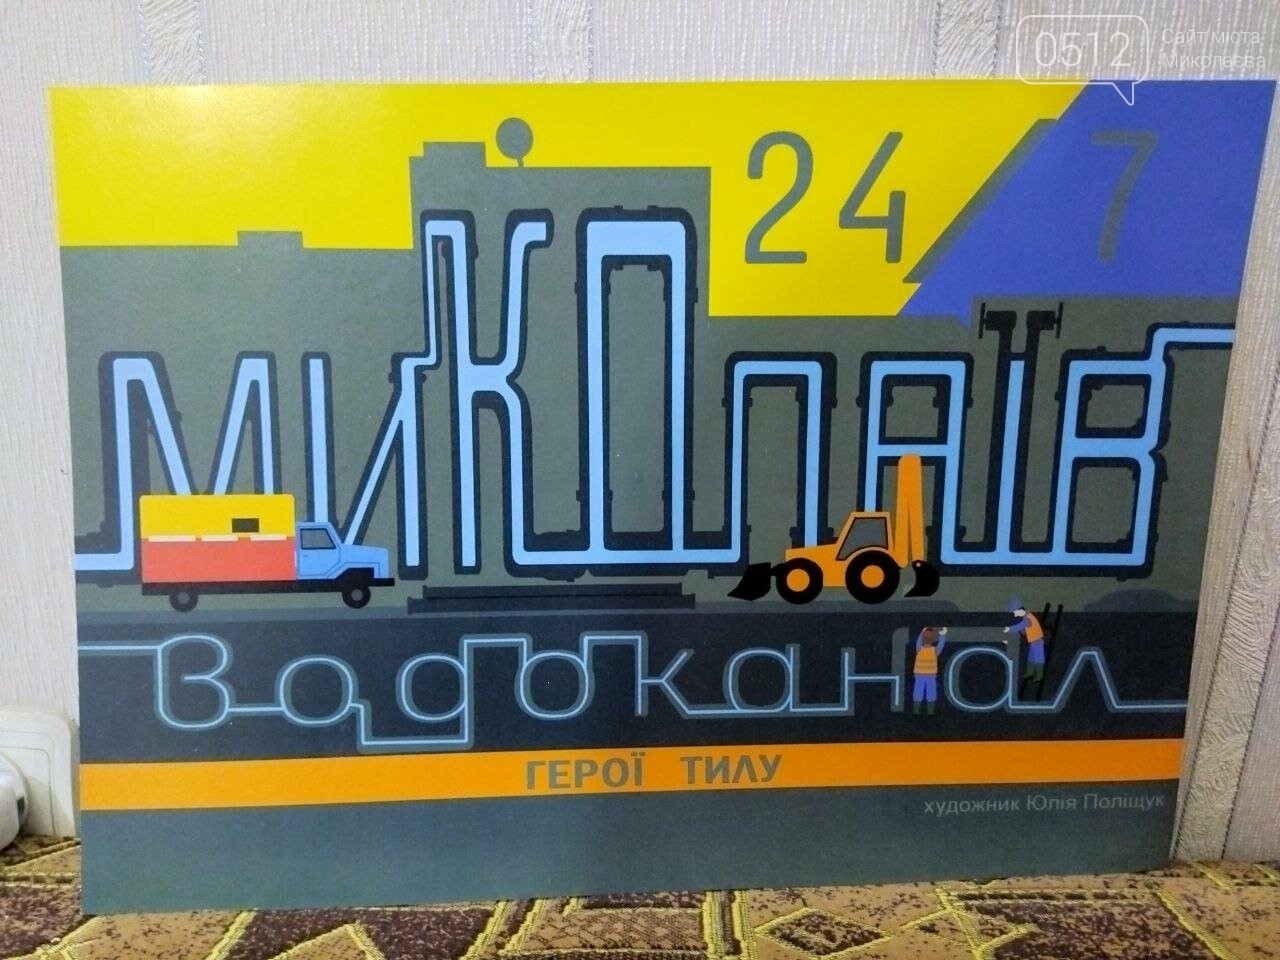 0512
Сайт міста
Миколаєва
24/7
МИКОлАїВ
Водоканал
ГЕРОЇ ТИЛУ
художник Юлія Поліщук